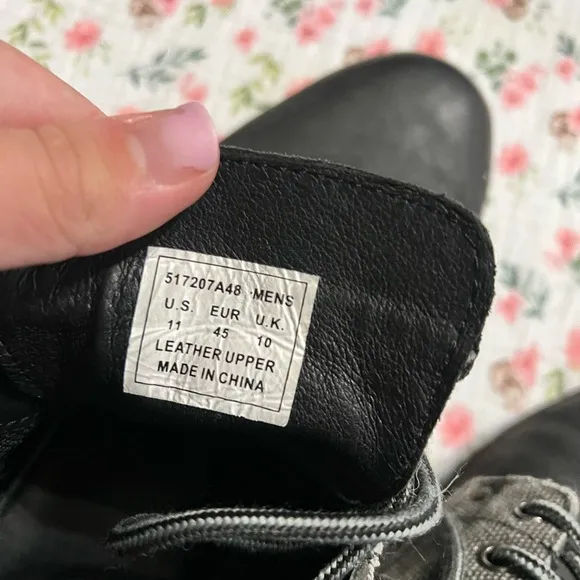 517207A48 MENS
U.S. EUR U.K.
11 45 10
LEATHER UPPER
MADE IN CHINA